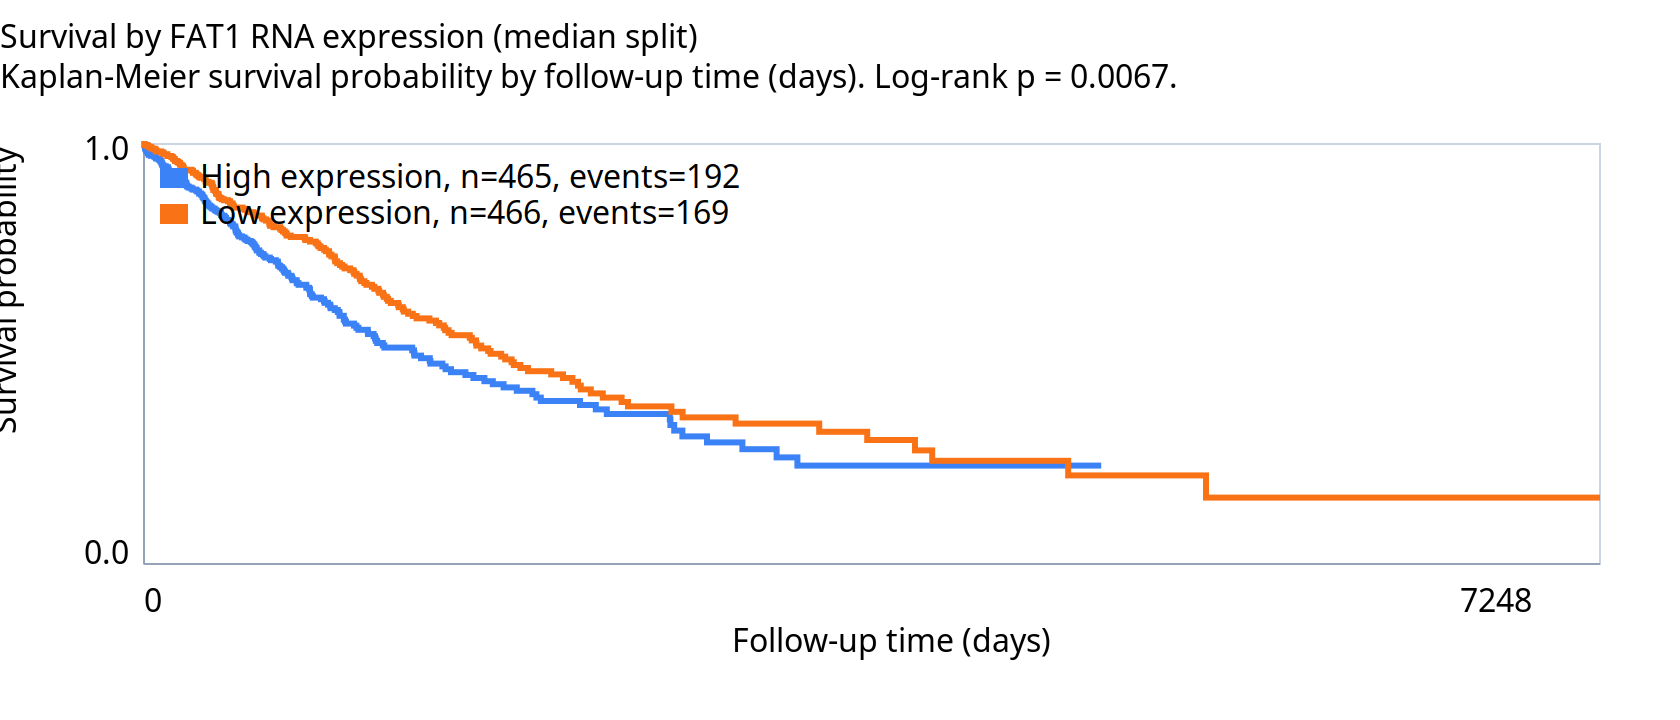 Survival by FAT1 RNA expression (median split)
Kaplan-Meier survival probability by follow-up time (days). Log-rank p = 0.0067.
1.0
High expression, n=465, events=192
Low expression, n=466, events=169
Survival probability
0.0
0
7248
Follow-up time (days)